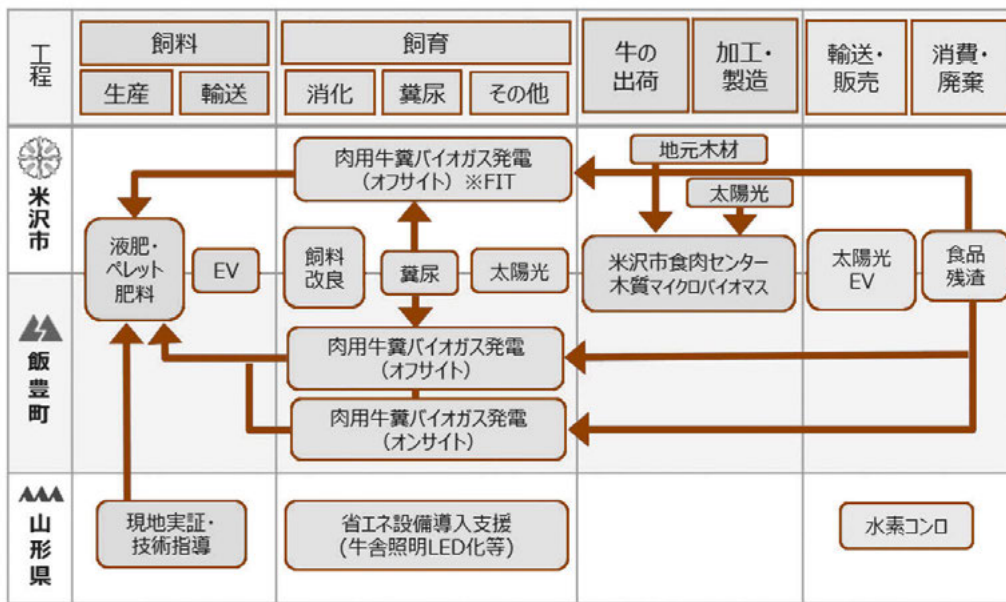 工程
飼料
飼育
牛の
出荷
加工・
製造
輸送・
販売
消費・
廃棄
生産
輸送
消化
糞尿
その他
米沢市
肉用牛糞バイオガス発電
（オフサイト）※FIT
地元木材
太陽光
液肥・
ペレット
肥料
EV
飼料
改良
糞尿
太陽光
米沢市食肉センター
木質マイクロバイオマス
太陽光
EV
食品
残渣
飯豊町
肉用牛糞バイオガス発電
（オフサイト）
肉用牛糞バイオガス発電
（オンサイト）
山形県
現地実証・
技術指導
省エネ設備導入支援
(牛舎照明LED化等)
水素コンロ